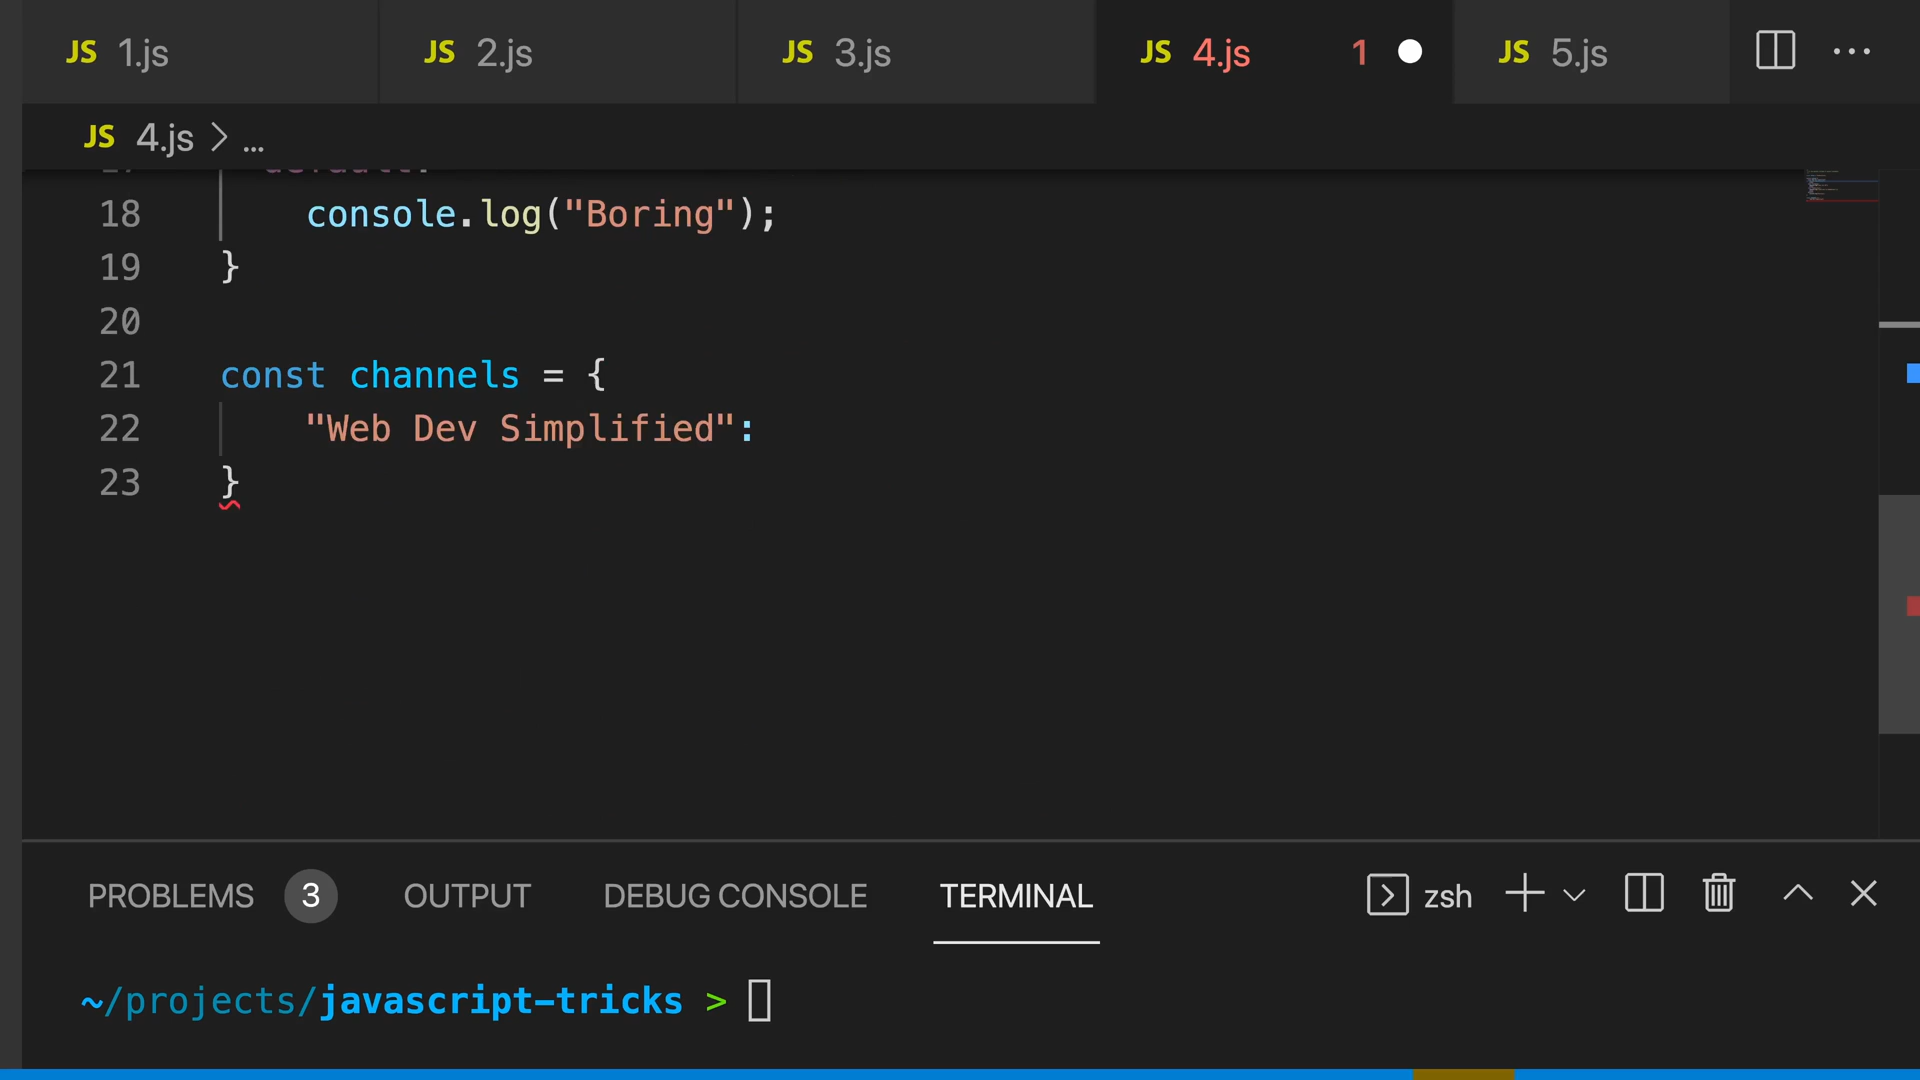 JS 1.js JS 2.js JS 3.js JS 4.js 1 JS 5.js ...
JS 4.js > ...
18 console.log("Boring");
19 }
20
21 const channels = {
22 "Web Dev Simplified":
23 }
PROBLEMS 3 OUTPUT DEBUG CONSOLE TERMINAL zsh
~/projects/javascript-tricks >